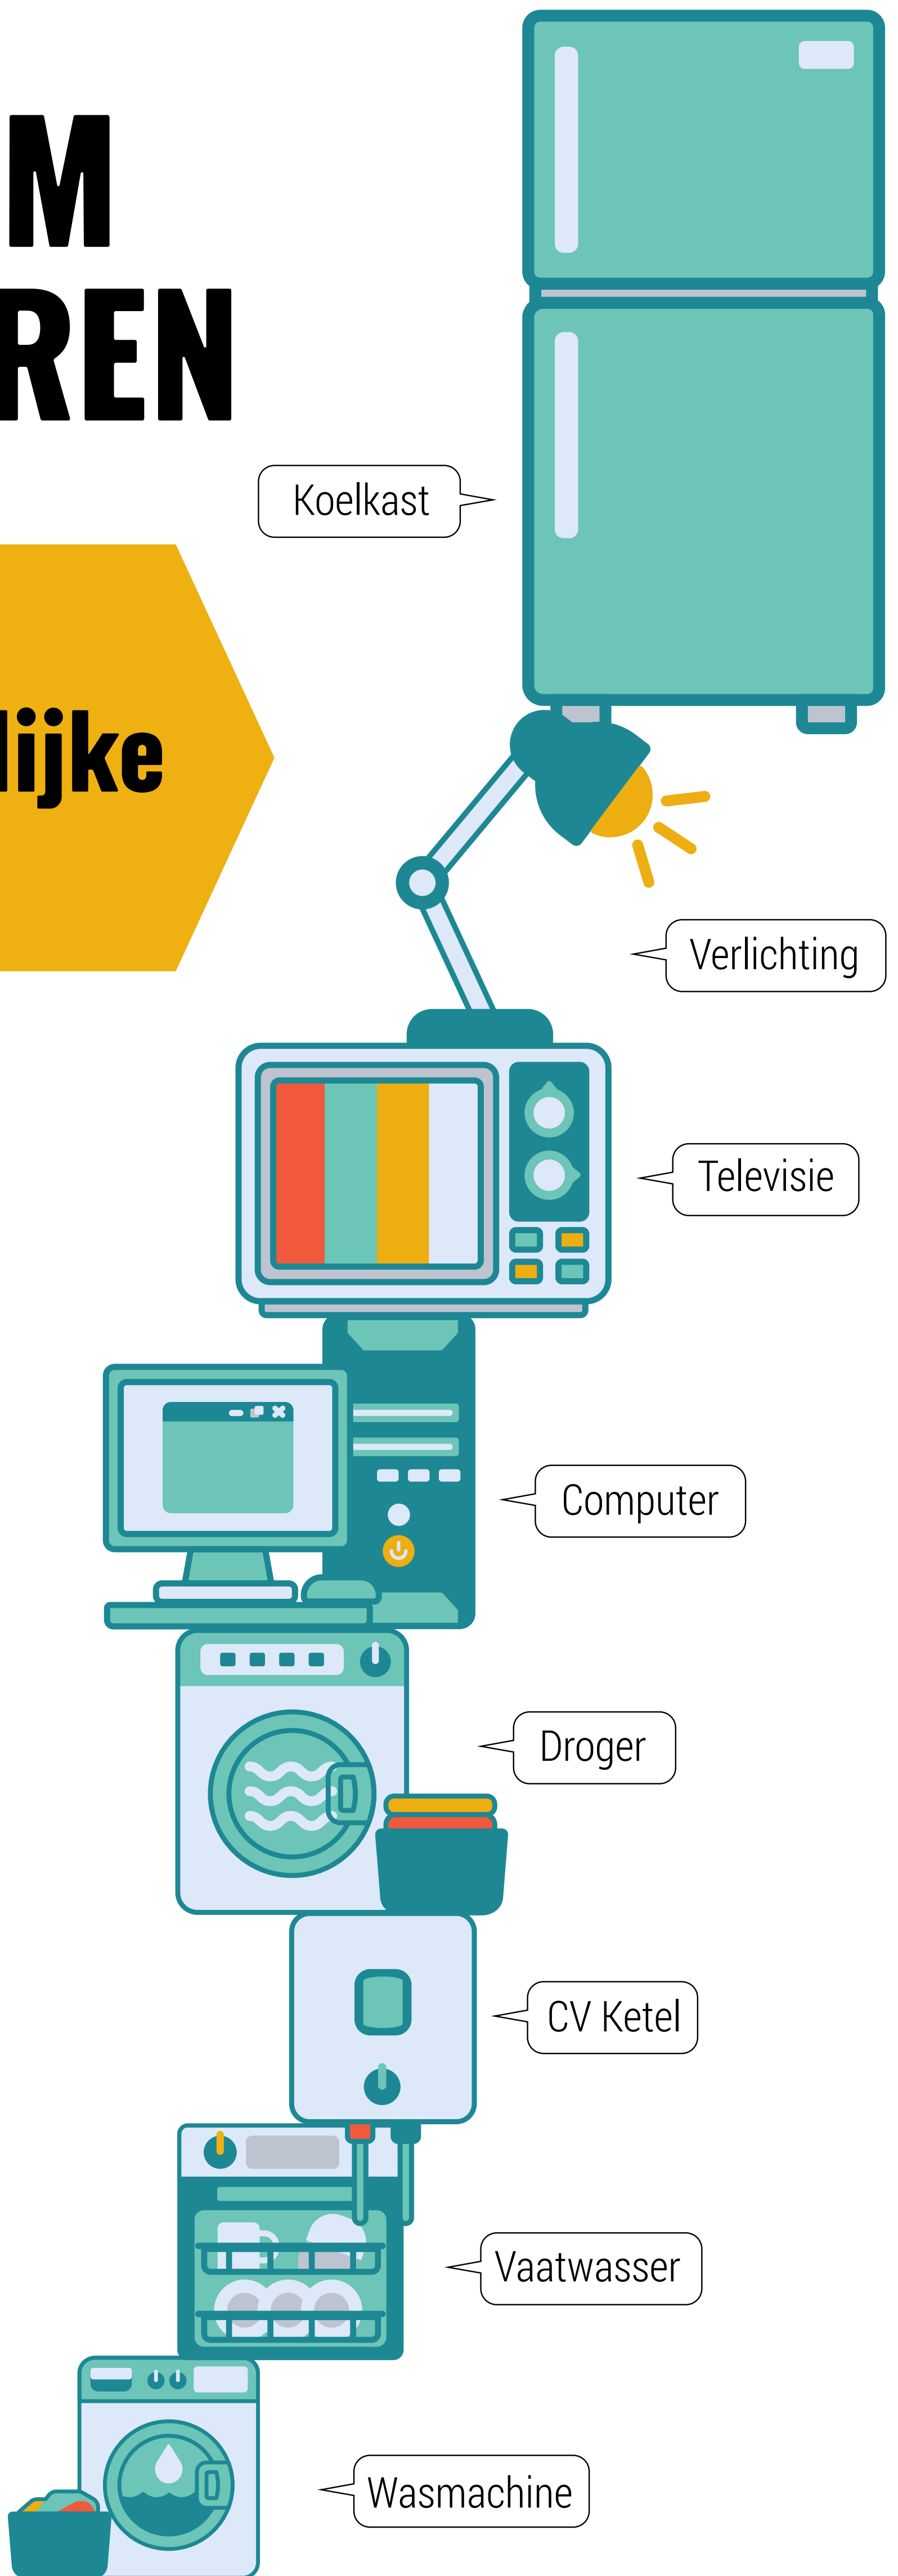 M
REN
Koelkast
lijke
Verlichting
Televisie
Computer
Droger
CV Ketel
Vaatwasser
Wasmachine